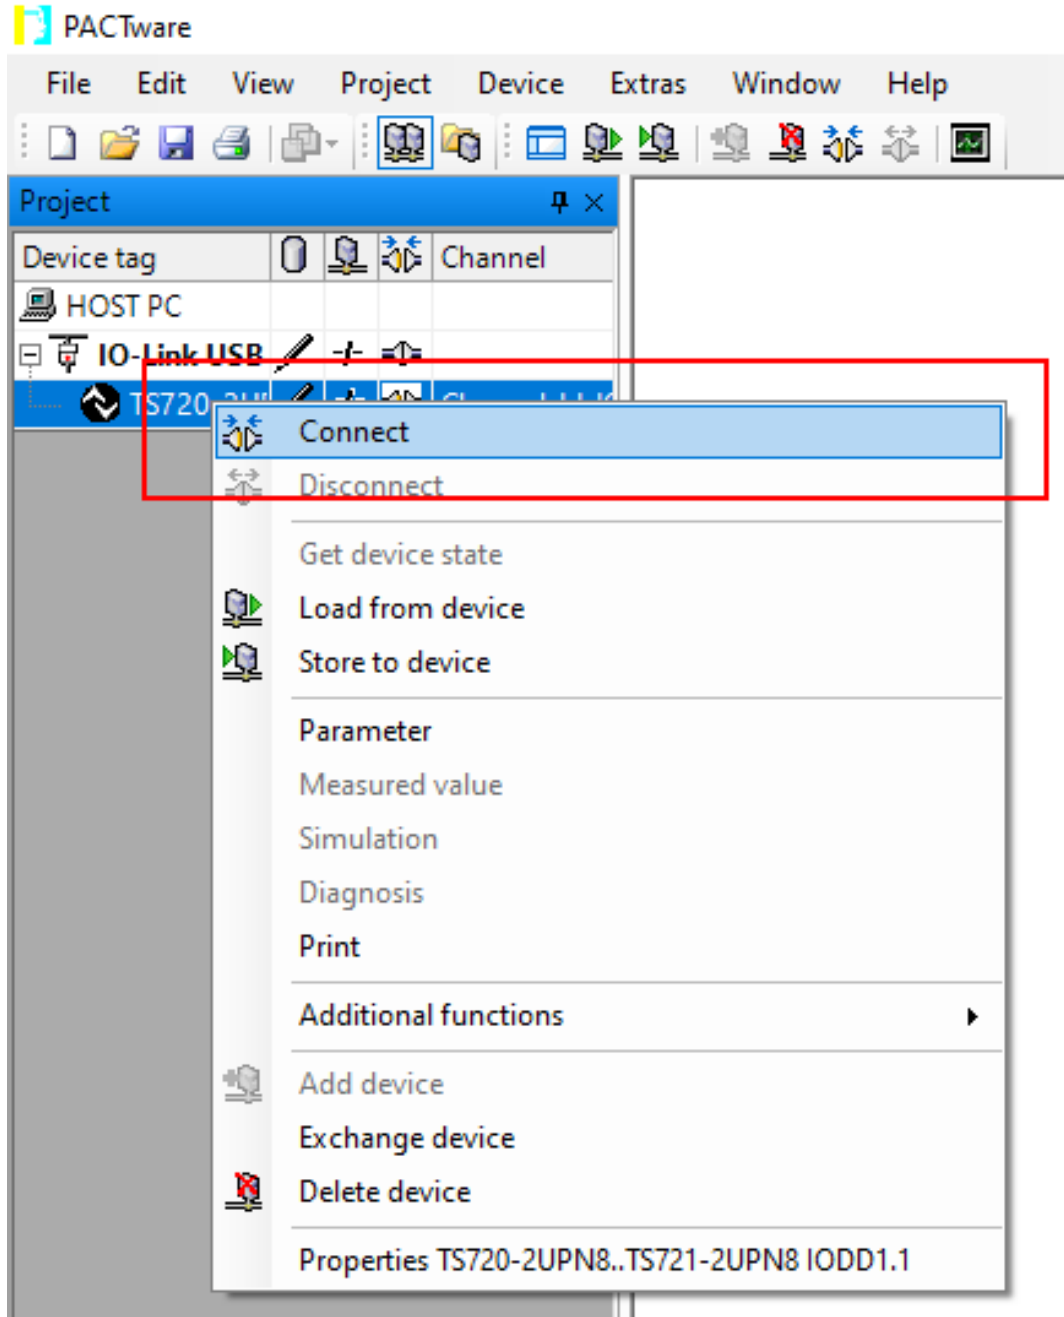 PACTware
File Edit View Project Device Extras Window Help
Project
Device tag Channel
HOST PC
IO-Link USB
TS720
Connect
Disconnect
Get device state
Load from device
Store to device
Parameter
Measured value
Simulation
Diagnosis
Print
Additional functions
Add device
Exchange device
Delete device
Properties TS720-2UPN8..TS721-2UPN8 IODD1.1